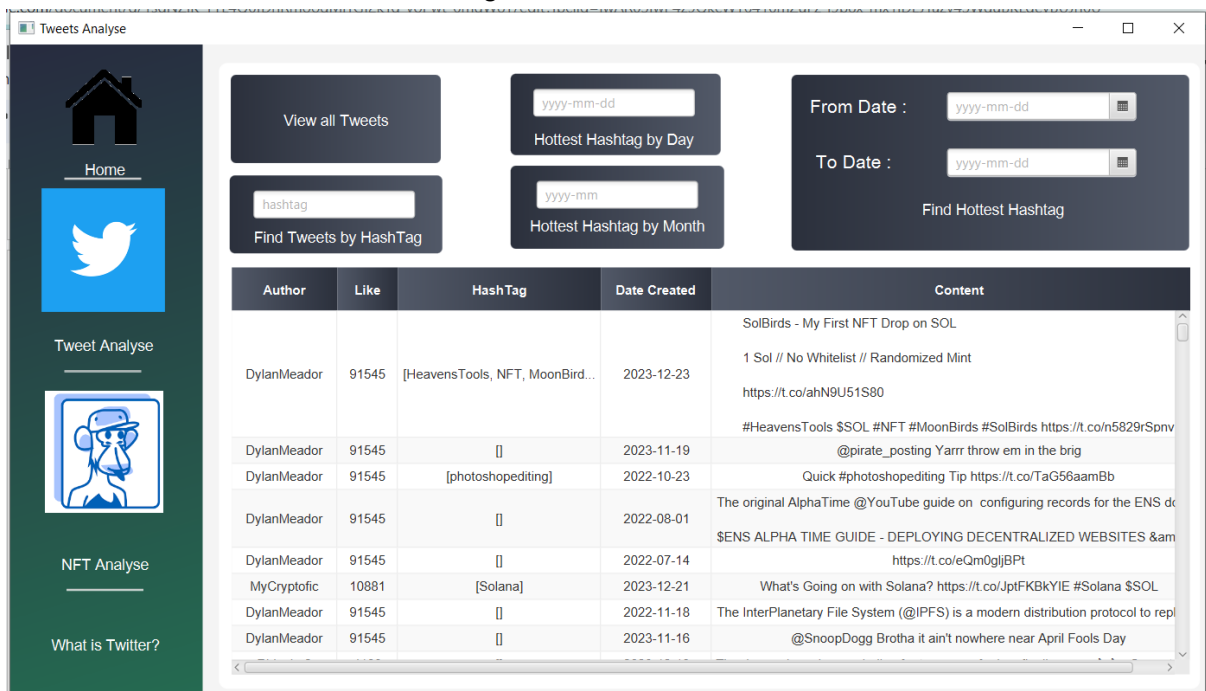 Tweets Analyse
Home
Tweet Analyse
NFT Analyse
What is Twitter?
View all Tweets
hashtag
Find Tweets by HashTag
yyyy-mm-dd
Hottest Hashtag by Day
yyyy-mm
Hottest Hashtag by Month
From Date : yyyy-mm-dd
To Date : yyyy-mm-dd
Find Hottest Hashtag
Author Like HashTag Date Created Content
SolBirds - My First NFT Drop on SOL
1 Sol // No Whitelist // Randomized Mint
DylanMeador 91545 [HeavensTools, NFT, MoonBird... 2023-12-23
https://t.co/ahN9U51S80
#HeavensTools $SOL #NFT #MoonBirds #SolBirds https://t.co/n5829rSpnv
DylanMeador 91545 [] 2023-11-19 @pirate_posting Yarrr throw em in the brig
DylanMeador 91545 [photoshopediting] 2022-10-23 Quick #photoshopediting Tip https://t.co/TaG56aamBb
The original AlphaTime @YouTube guide on configuring records for the ENS do
DylanMeador 91545 [] 2022-08-01
$ENS ALPHA TIME GUIDE - DEPLOYING DECENTRALIZED WEBSITES &am
DylanMeador 91545 [] 2022-07-14 https://t.co/eQm0gljBPt
MyCryptofic 10881 [Solana] 2023-12-21 What's Going on with Solana? https://t.co/JptFKBkYIE #Solana $SOL
DylanMeador 91545 [] 2022-11-18 The InterPlanetary File System (@IPFS) is a modern distribution protocol to repl
DylanMeador 91545 [] 2023-11-16 @SnoopDogg Brotha it ain't nowhere near April Fools Day